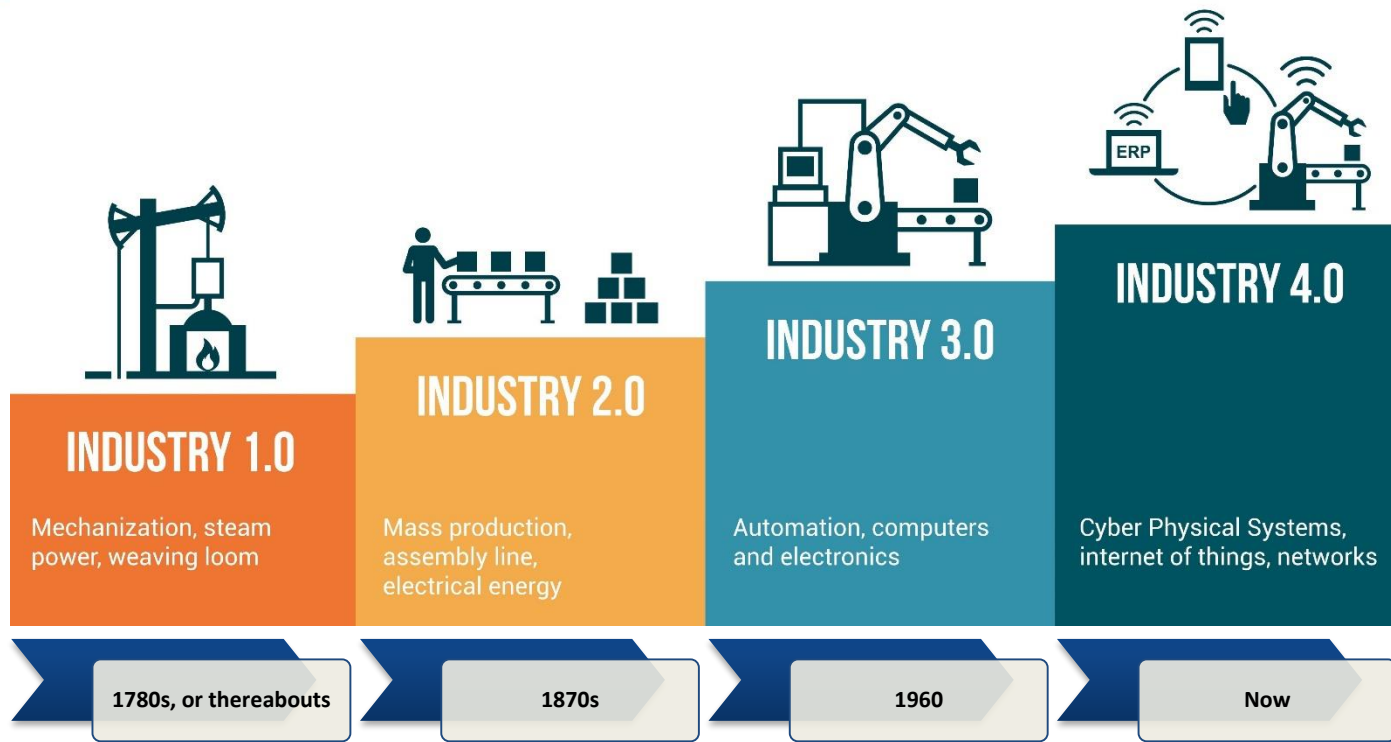 ERP
INDUSTRY 1.0
Mechanization, steam
power, weaving loom
INDUSTRY 2.0
Mass production,
assembly line,
electrical energy
INDUSTRY 3.0
Automation, computers
and electronics
INDUSTRY 4.0
Cyber Physical Systems,
internet of things, networks
1780s, or thereabouts
1870s
1960
Now